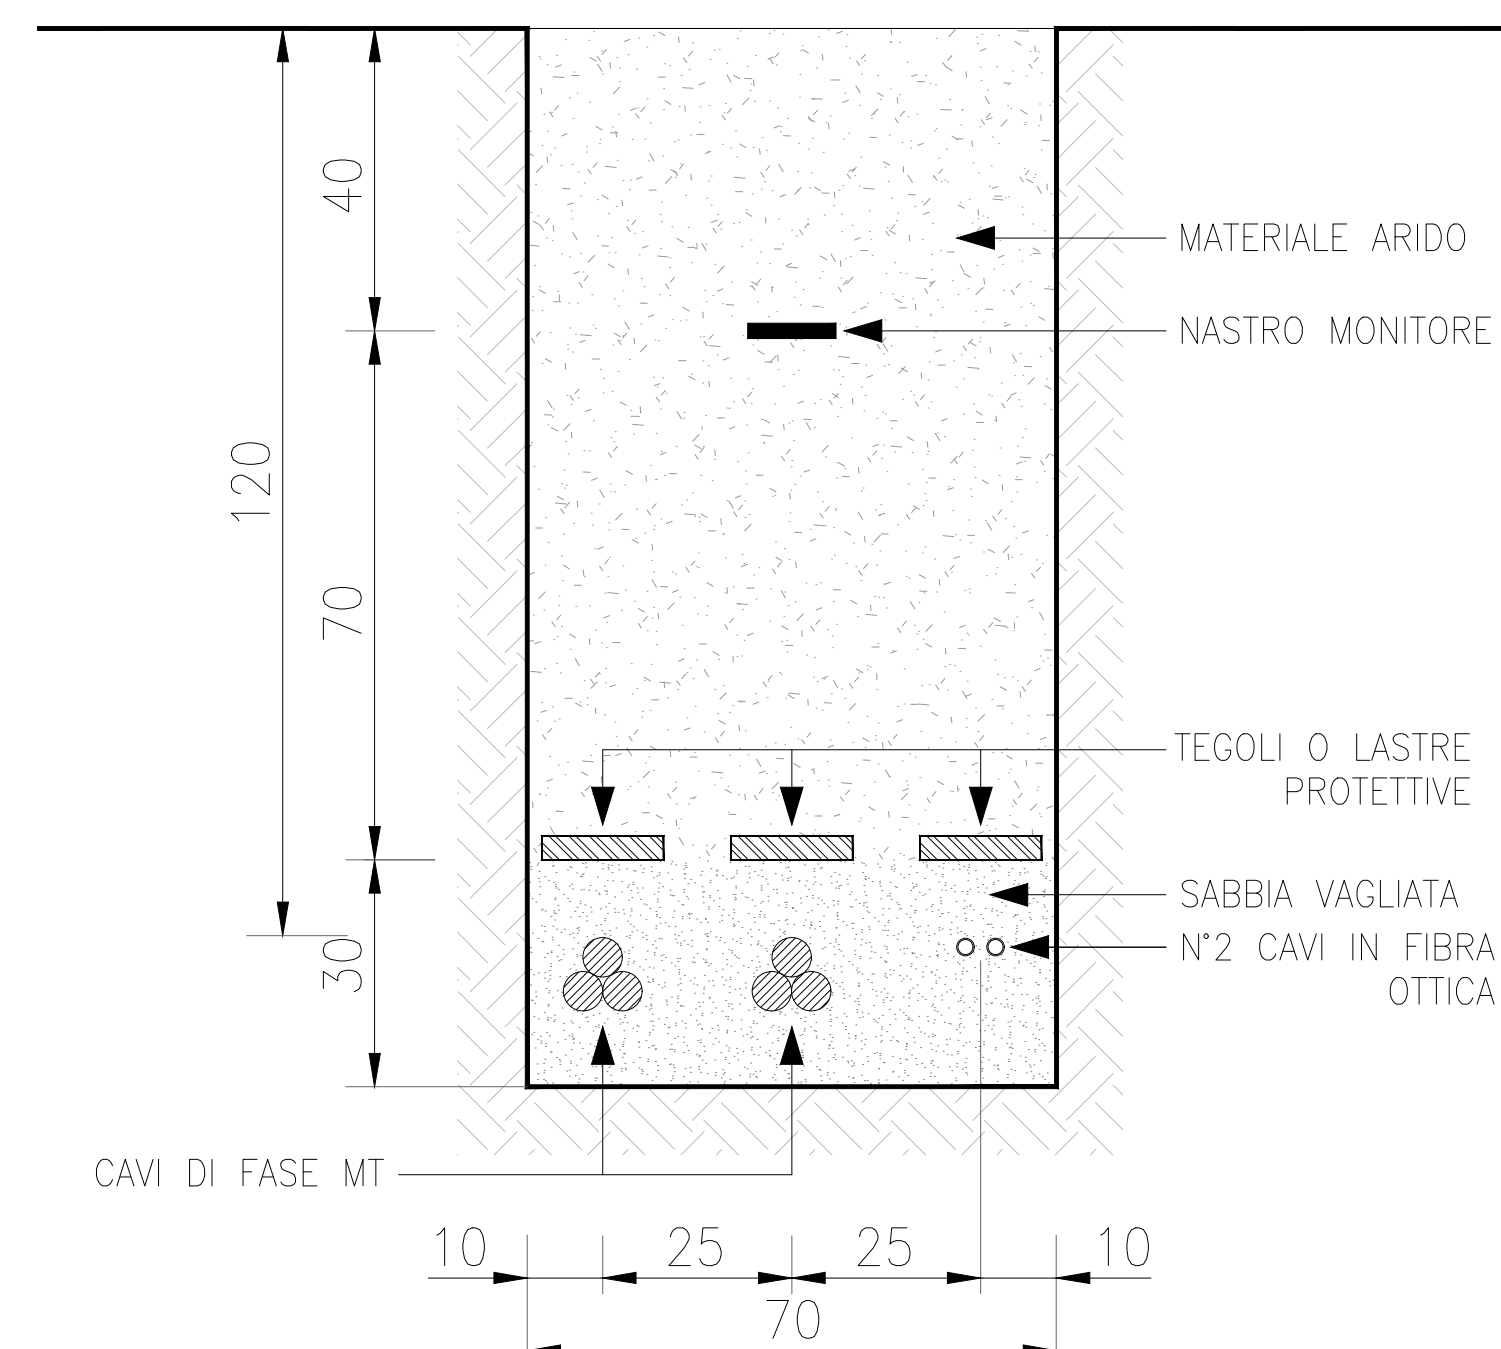 40
MATERIALE ARIDO
NASTRO MONITORE
120
70
TEGOLI O LASTRE
PROTETTIVE
SABBIA VAGLIATA
30
N°2 CAVI IN FIBRA
OTTICA
CAVI DI FASE MT
10 25 25 10
70